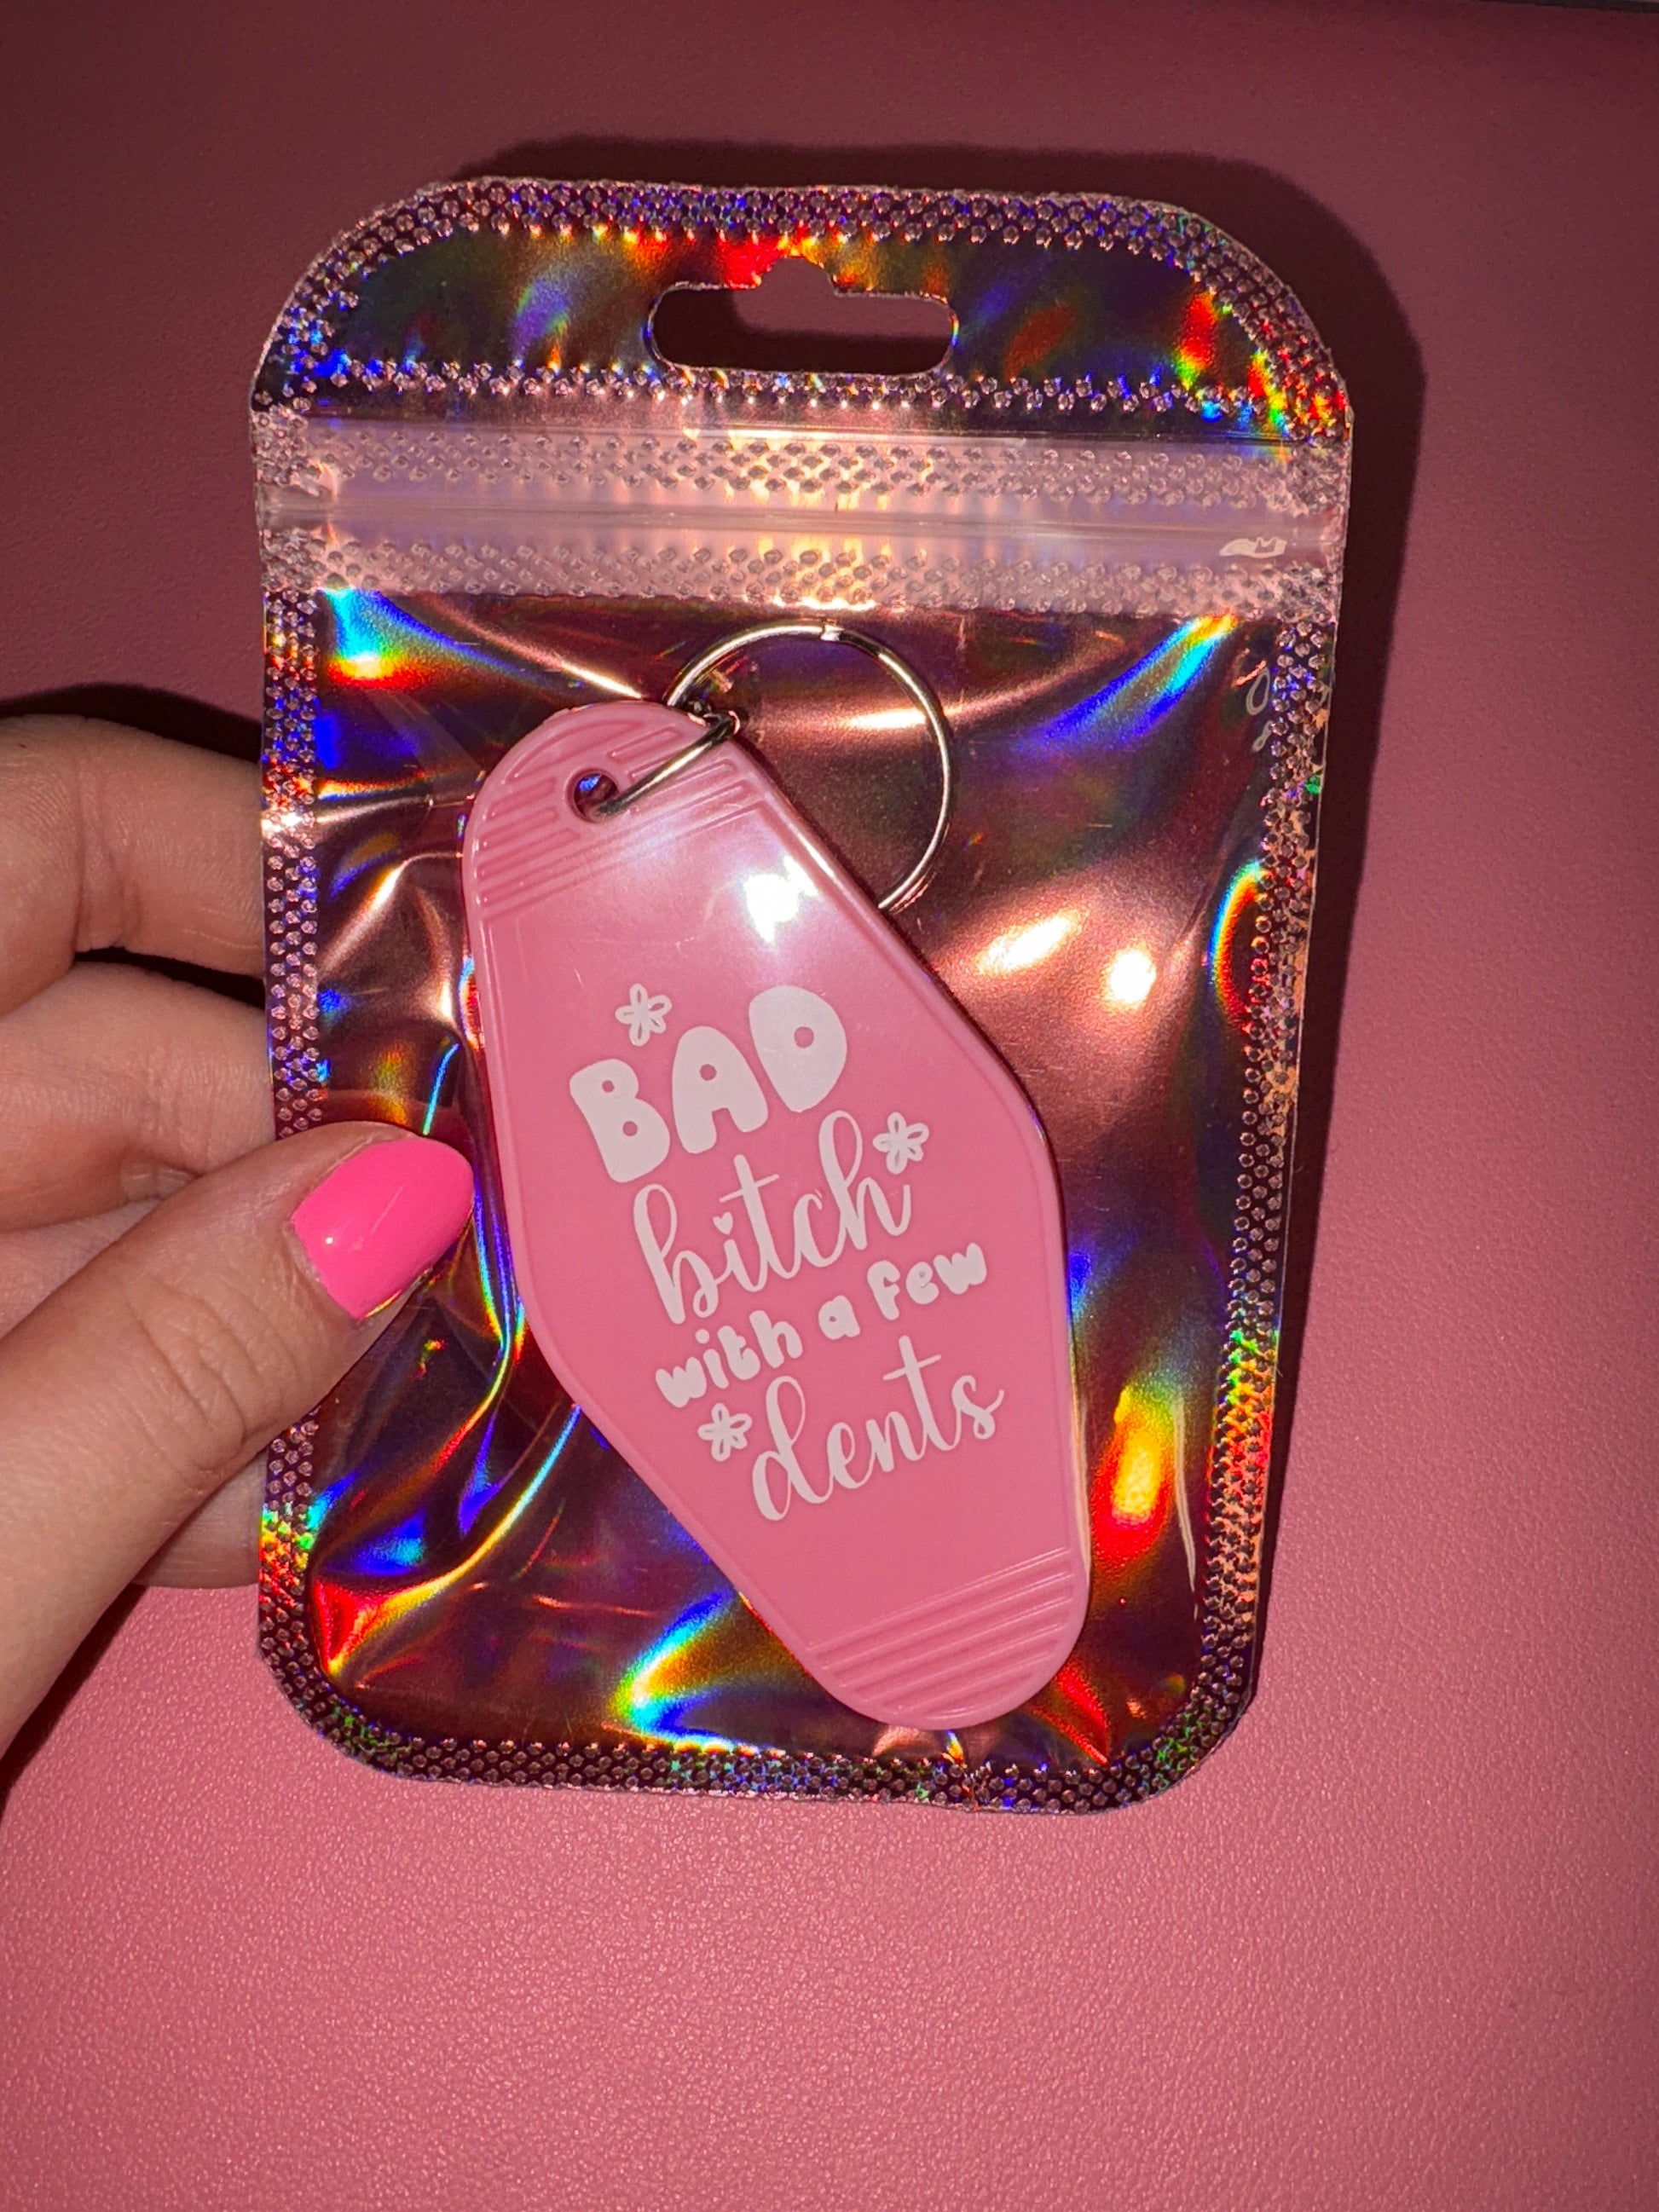 BAD
bitch
with a few
dents